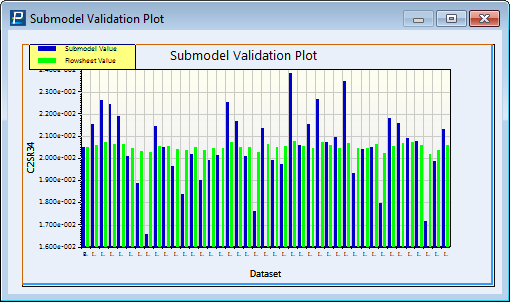 Submodel Validation Plot
Submodel Value
Flowsheet Value
Submodel Validation Plot
2.400e-002
2.300e-002
2.200e-002
2.100e-002
2.000e-002
1.900e-002
1.800e-002
1.700e-002
1.600e-002
C2SR34
Dataset